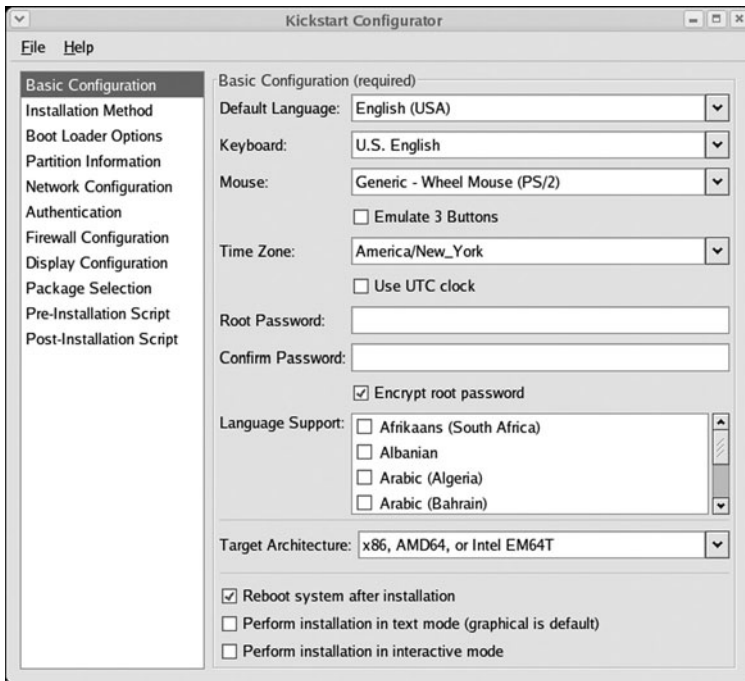 Kickstart Configurator
File Help
Basic Configuration
Installation Method
Boot Loader Options
Partition Information
Network Configuration
Authentication
Firewall Configuration
Display Configuration
Package Selection
Pre-Installation Script
Post-Installation Script
Basic Configuration (required)
Default Language: English (USA)
Keyboard: U.S. English
Mouse: Generic - Wheel Mouse (PS/2)
Emulate 3 Buttons
Time Zone: America/New_York
Use UTC clock
Root Password:
Confirm Password:
Encrypt root password
Language Support: Afrikaans (South Africa)
Albanian
Arabic (Algeria)
Arabic (Bahrain)
Target Architecture: x86, AMD64, or Intel EM64T
Reboot system after installation
Perform installation in text mode (graphical is default)
Perform installation in interactive mode